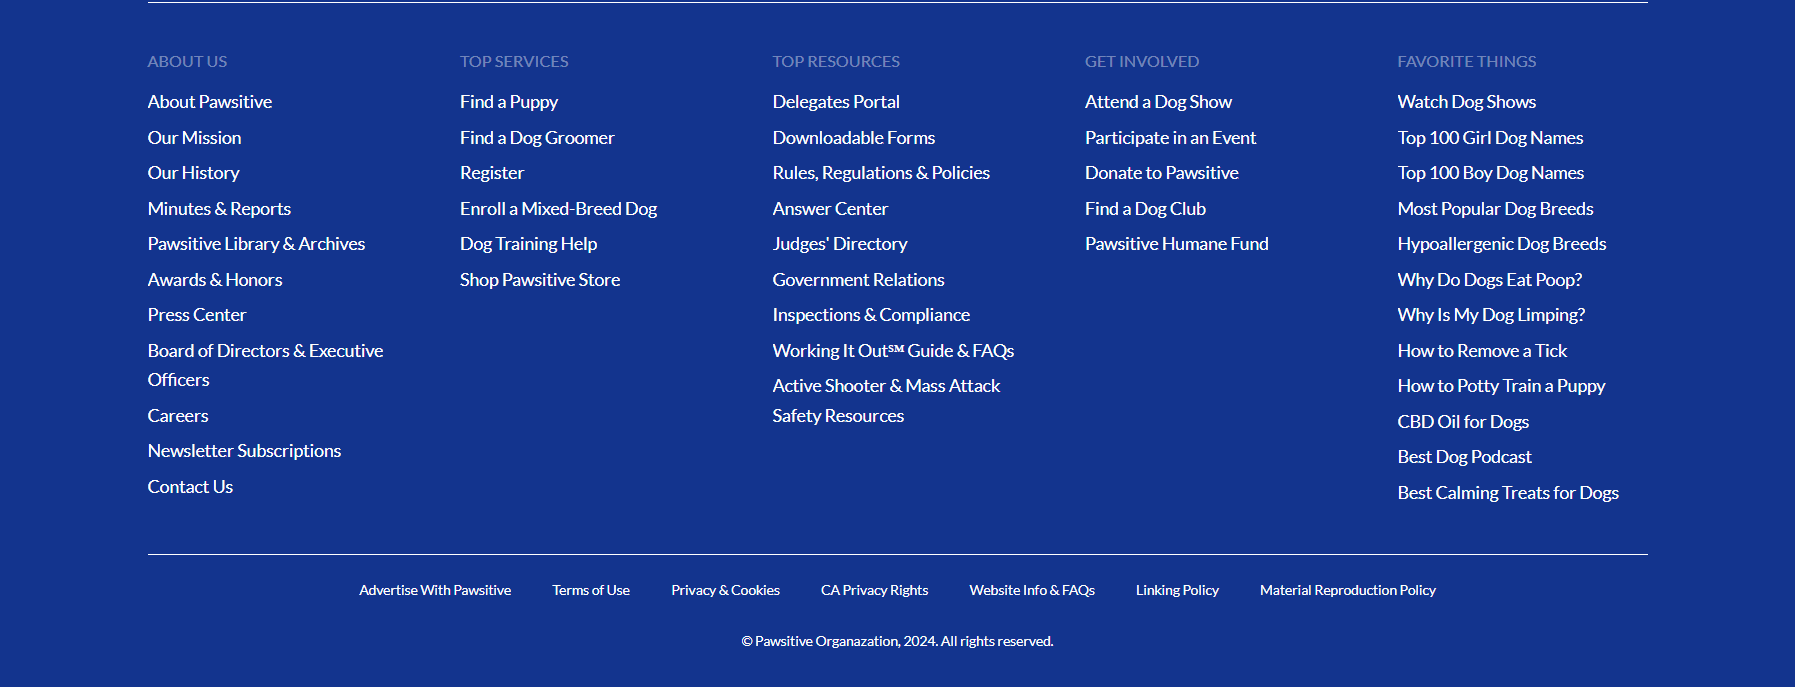 ABOUT US
About Pawsitive
Our Mission
Our History
Minutes & Reports
Pawsitive Library & Archives
Awards & Honors
Press Center
Board of Directors & Executive
Officers
Careers
Newsletter Subscriptions
Contact Us
TOP SERVICES
Find a Puppy
Find a Dog Groomer
Register
Enroll a Mixed-Breed Dog
Dog Training Help
Shop Pawsitive Store
TOP RESOURCES
Delegates Portal
Downloadable Forms
Rules, Regulations & Policies
Answer Center
Judges' Directory
Government Relations
Inspections & Compliance
Working It Out℠ Guide & FAQs
Active Shooter & Mass Attack
Safety Resources
GET INVOLVED
Attend a Dog Show
Participate in an Event
Donate to Pawsitive
Find a Dog Club
Pawsitive Humane Fund
FAVORITE THINGS
Watch Dog Shows
Top 100 Girl Dog Names
Top 100 Boy Dog Names
Most Popular Dog Breeds
Hypoallergenic Dog Breeds
Why Do Dogs Eat Poop?
Why Is My Dog Limping?
How to Remove a Tick
How to Potty Train a Puppy
CBD Oil for Dogs
Best Dog Podcast
Best Calming Treats for Dogs
Advertise With Pawsitive Terms of Use Privacy & Cookies CA Privacy Rights Website Info & FAQs Linking Policy Material Reproduction Policy
© Pawsitive Organazation, 2024. All rights reserved.